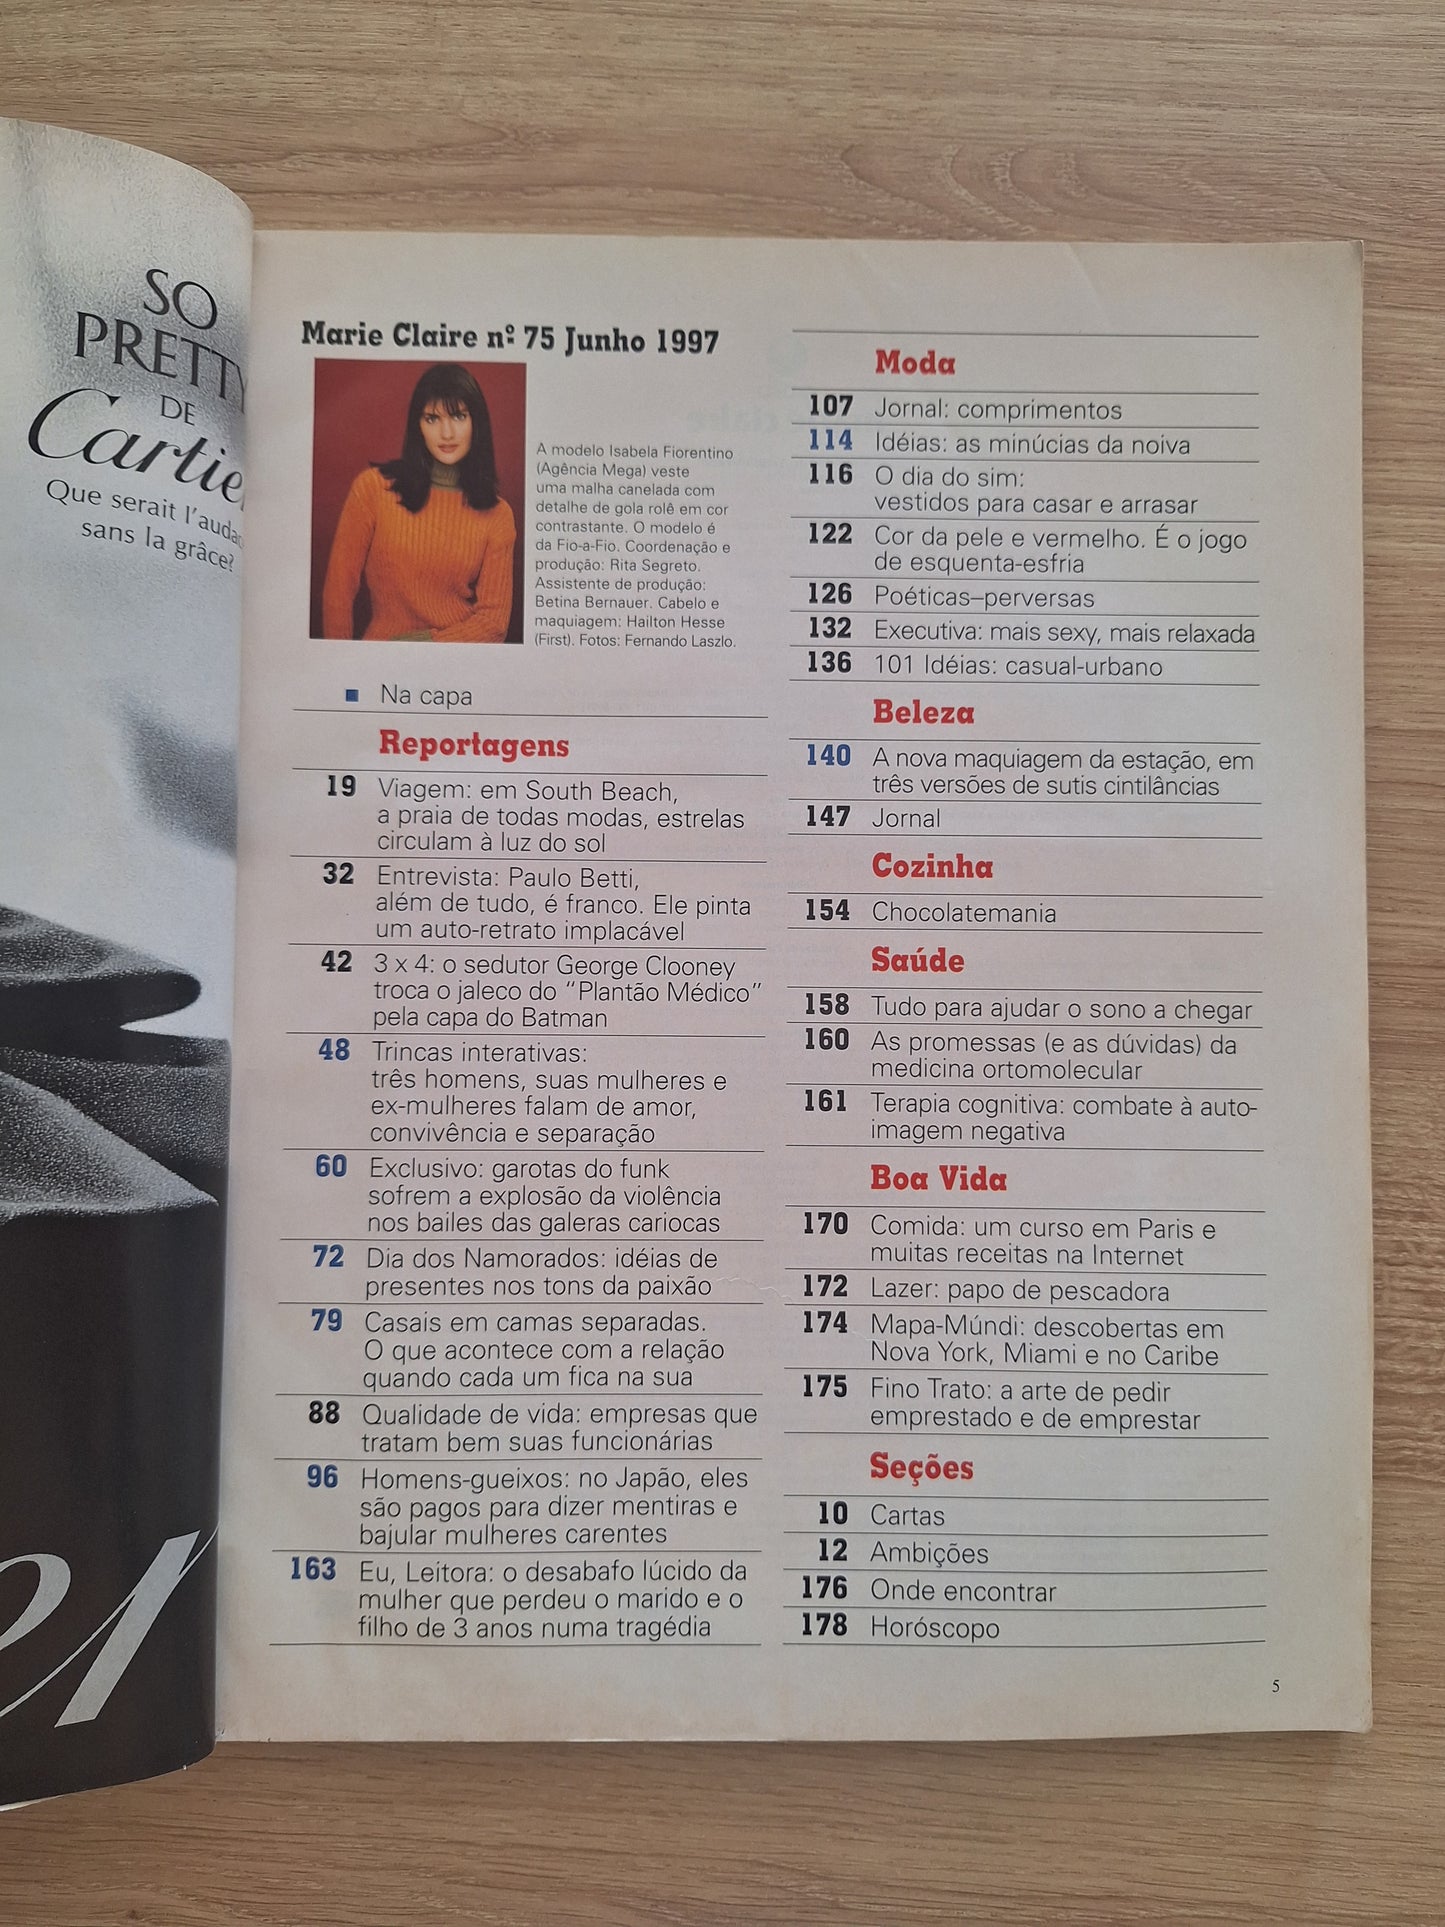 SO
PRETTY
DE
Cartier
Que serait l'audac
sans la grâce?
Marie Claire nº 75 Junho 1997
A modelo Isabela Fiorentino
(Agência Mega) veste
uma malha canelada com
detalhe de gola rolê em cor
contrastante. O modelo é
da Fio-a-Fio. Coordenação e
produção: Rita Segreto.
Assistente de produção:
Betina Bernauer. Cabelo e
maquiagem: Hailton Hesse
(First). Fotos: Fernando Laszlo.
Na capa
Reportagens
19 Viagem: em South Beach,
a praia de todas modas, estrelas
circulam à luz do sol
32 Entrevista: Paulo Betti,
além de tudo, é franco. Ele pinta
um auto-retrato implacável
42 3 x 4: o sedutor George Clooney
troca o jaleco do "Plantão Médico"
pela capa do Batman
48 Trincas interativas:
três homens, suas mulheres e
ex-mulheres falam de amor,
convivência e separação
60 Exclusivo: garotas do funk
sofrem a explosão da violência
nos bailes das galeras cariocas
72 Dia dos Namorados: idéias de
presentes nos tons da paixão
79 Casais em camas separadas.
O que acontece com a relação
quando cada um fica na sua
88 Qualidade de vida: empresas que
tratam bem suas funcionárias
96 Homens-gueixos: no Japão, eles
são pagos para dizer mentiras e
bajular mulheres carentes
163 Eu, Leitora: o desabafo lúcido da
mulher que perdeu o marido e o
filho de 3 anos numa tragédia
Moda
107 Jornal: comprimentos
114 Idéias: as minúcias da noiva
116 O dia do sim:
vestidos para casar e arrasar
122 Cor da pele e vermelho. É o jogo
de esquenta-esfria
126 Poéticas–perversas
132 Executiva: mais sexy, mais relaxada
136 101 Idéias: casual-urbano
Beleza
140 A nova maquiagem da estação, em
três versões de sutis cintilâncias
147 Jornal
Cozinha
154 Chocolatemania
Saúde
158 Tudo para ajudar o sono a chegar
160 As promessas (e as dúvidas) da
medicina ortomolecular
161 Terapia cognitiva: combate à auto-
imagem negativa
Boa Vida
170 Comida: um curso em Paris e
muitas receitas na Internet
172 Lazer: papo de pescadora
174 Mapa-Múndi: descobertas em
Nova York, Miami e no Caribe
175 Fino Trato: a arte de pedir
emprestado e de emprestar
Seções
10 Cartas
12 Ambições
176 Onde encontrar
178 Horóscopo
5